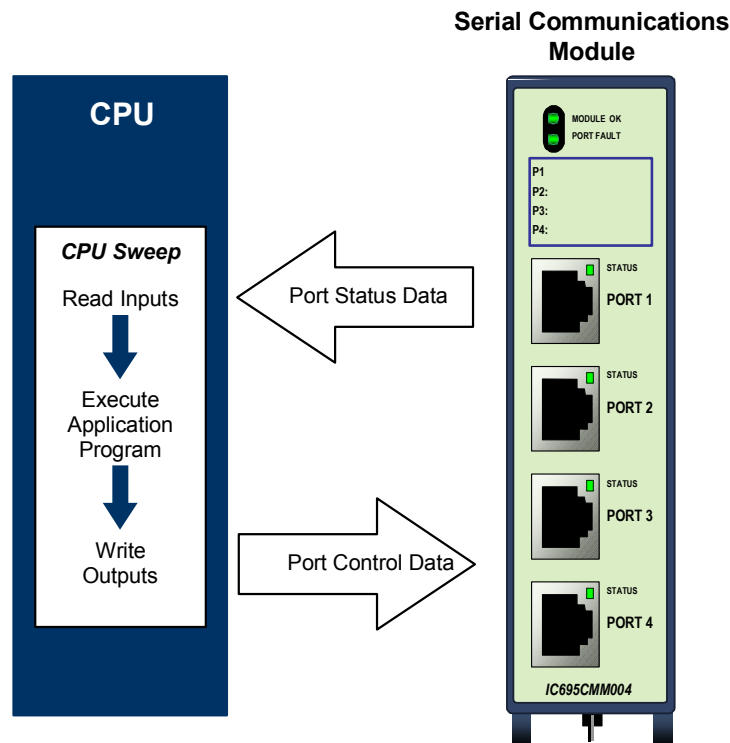 Serial Communications
Module
CPU
CPU Sweep
Read Inputs
Execute
Application
Program
Write
Outputs
Port Status Data
Port Control Data
MODULE OK
PORT FAULT
P1
P2:
P3:
P4:
STATUS
PORT 1
STATUS
PORT 2
STATUS
PORT 3
STATUS
PORT 4
IC695CMM004